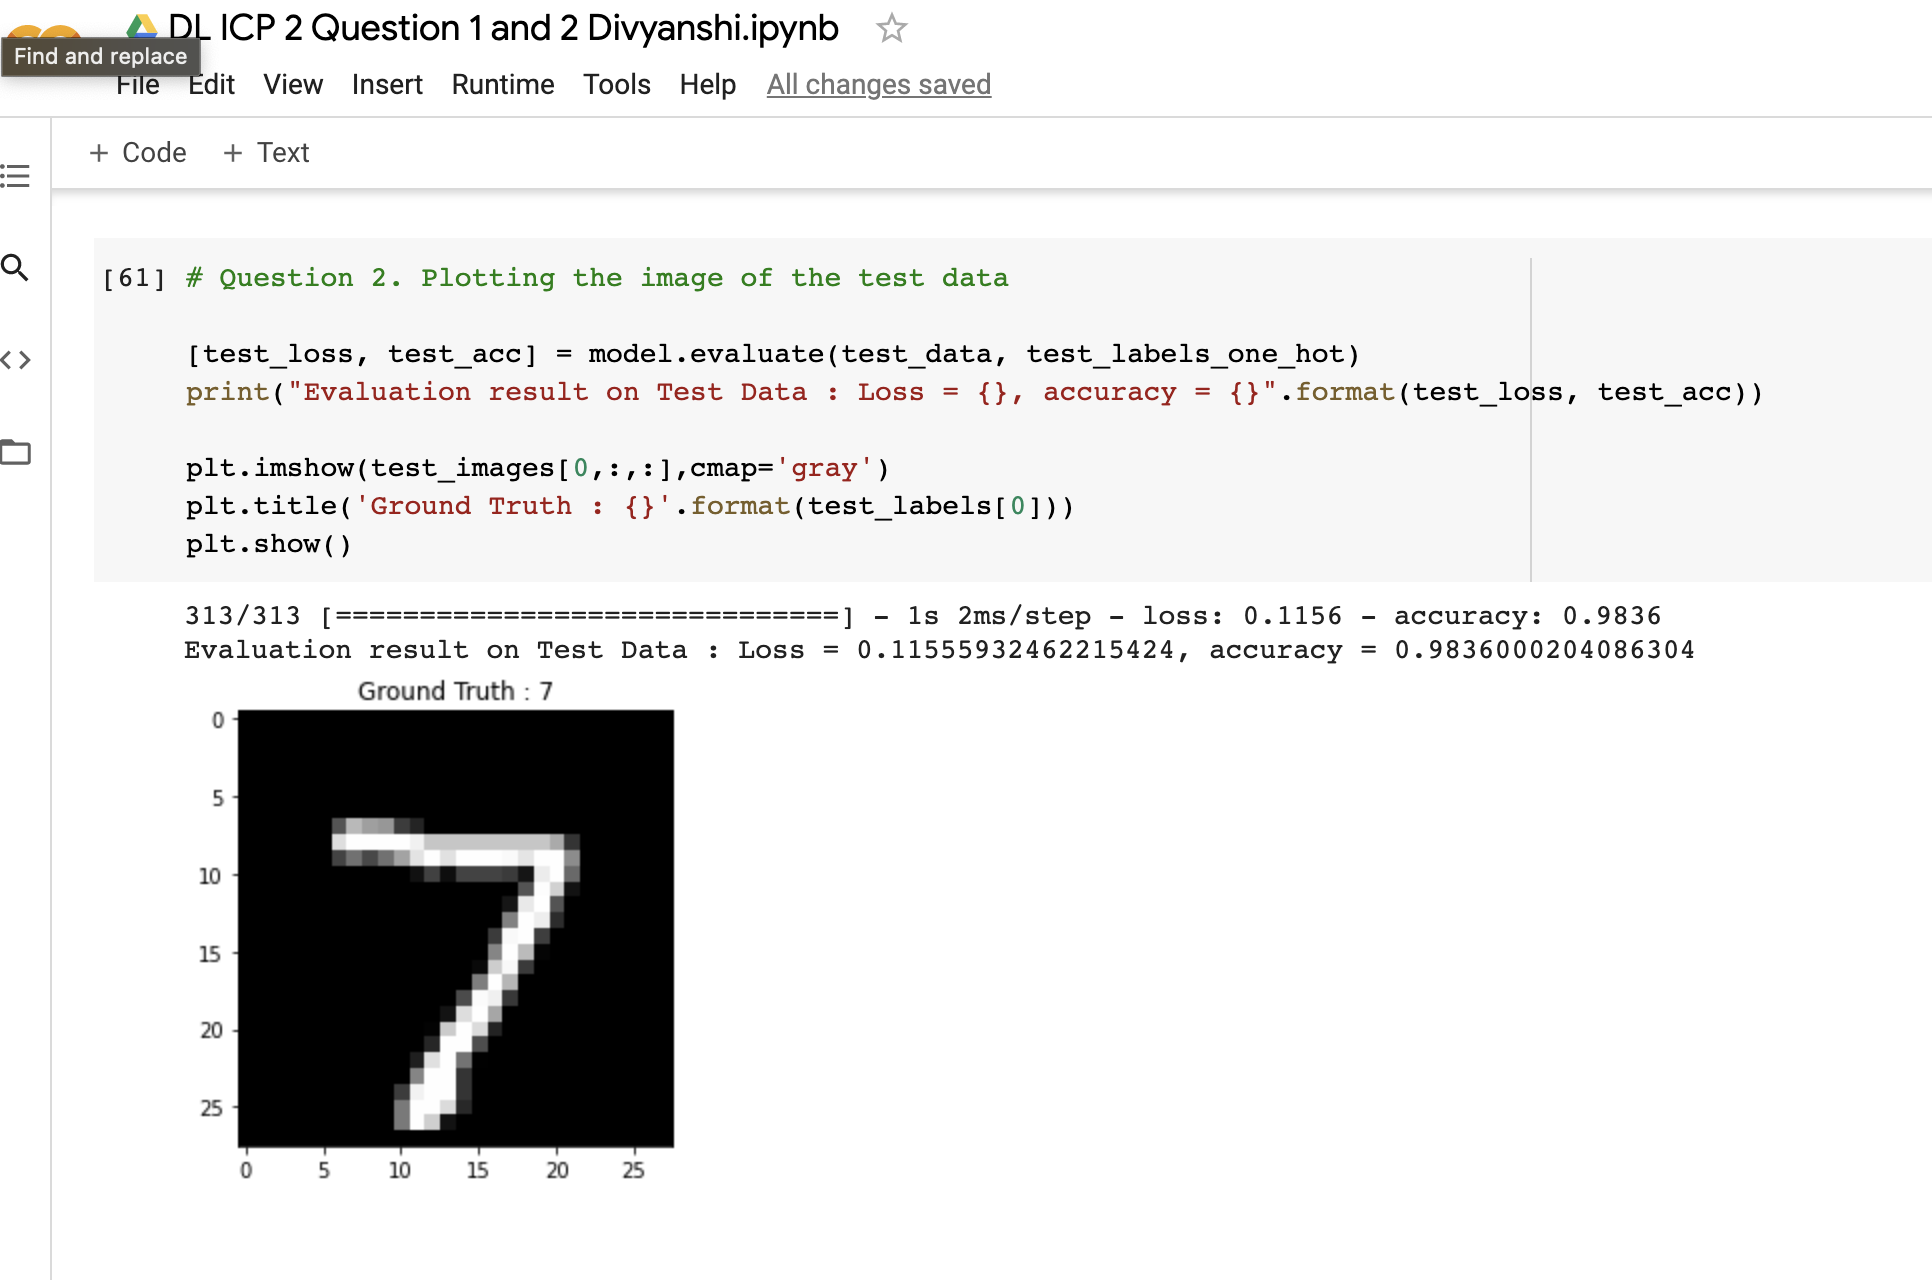 DL ICP 2 Question 1 and 2 Divyanshi.ipynb
Find and replace
File Edit View Insert Runtime Tools Help All changes saved
+ Code + Text
[61] # Question 2. Plotting the image of the test data
[test_loss, test_acc] = model.evaluate(test_data, test_labels_one_hot)
print("Evaluation result on Test Data : Loss = {}, accuracy = {}".format(test_loss, test_acc))
plt.imshow(test_images[0,:,:],cmap='gray')
plt.title('Ground Truth : {}'.format(test_labels[0]))
plt.show()
313/313 [==============================] - 1s 2ms/step - loss: 0.1156 - accuracy: 0.9836
Evaluation result on Test Data : Loss = 0.11555932462215424, accuracy = 0.9836000204086304
Ground Truth : 7
0
5
10
15
20
25
0 5 10 15 20 25
7